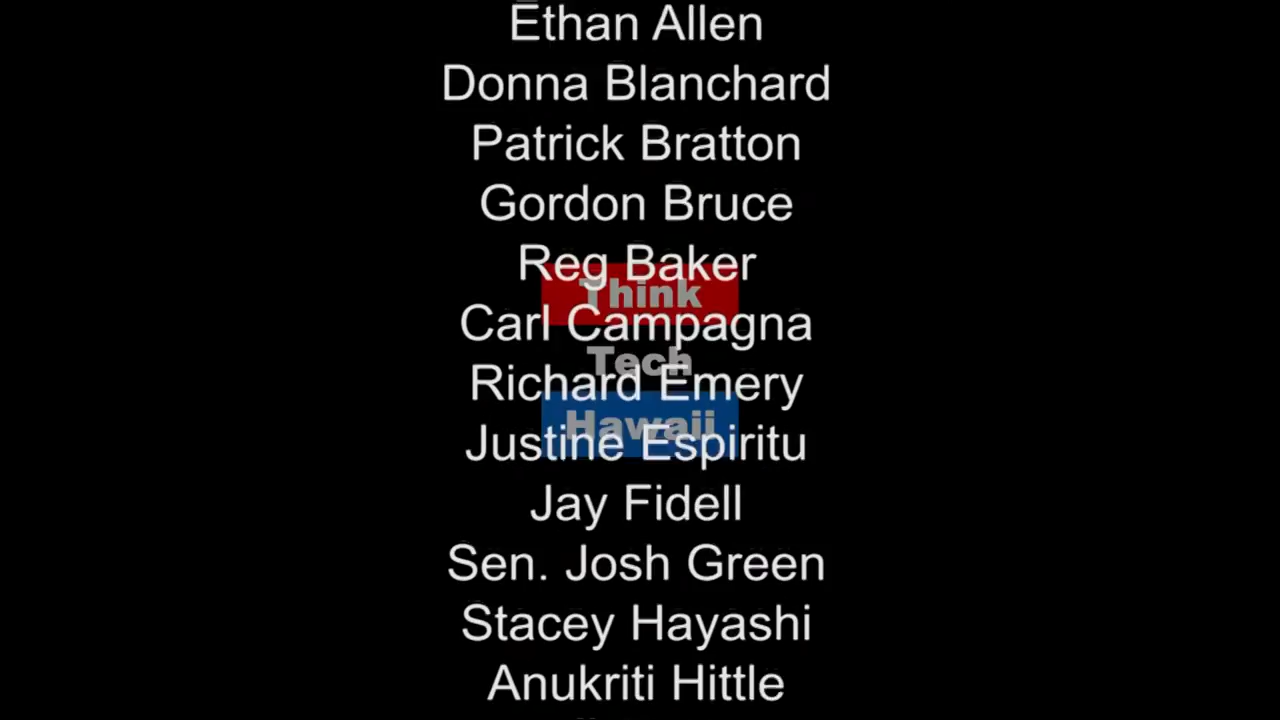 Ethan Allen
Donna Blanchard
Patrick Bratton
Gordon Bruce
Reg Baker
Think
Carl Campagna
Tech
Richard Emery
Hawaii
Justine Espiritu
Jay Fidell
Sen. Josh Green
Stacey Hayashi
Anukriti Hittle